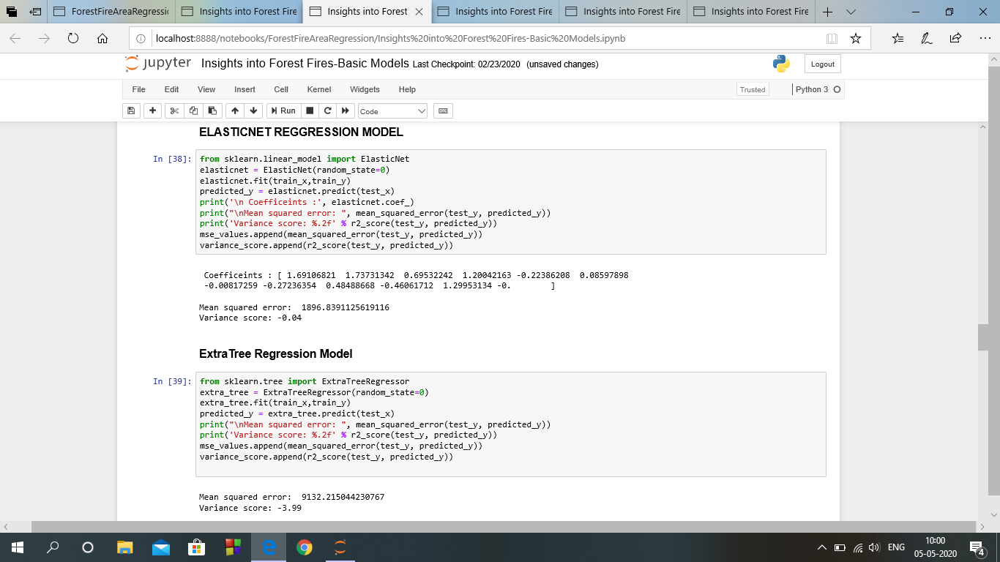 ForestFireAreaRegressio
Insights into Forest Fire
Insights into Forest
Insights into Forest Fire
Insights into Forest Fire
Insights into Forest Fire
localhost:8888/notebooks/ForestFireAreaRegression/Insights%20into%20Forest%20Fires-Basic%20Models.ipynb
jupyter Insights into Forest Fires-Basic Models Last Checkpoint: 02/23/2020 (unsaved changes)
Logout
File Edit View Insert Cell Kernel Widgets Help
Trusted
Python 3
Run
Code
ELASTICNET REGGRESSION MODEL
In [38]:
from sklearn.linear_model import ElasticNet
elasticnet = ElasticNet(random_state=0)
elasticnet.fit(train_x,train_y)
predicted_y = elasticnet.predict(test_x)
print('\n Coefficeints :', elasticnet.coef_)
print("\nMean squared error: ", mean_squared_error(test_y, predicted_y))
print('Variance score: %.2f' % r2_score(test_y, predicted_y))
mse_values.append(mean_squared_error(test_y, predicted_y))
variance_score.append(r2_score(test_y, predicted_y))
Coefficeints : [ 1.69106821 1.73731342 0.69532242 1.20042163 -0.22386208 0.08597898
-0.00817259 -0.27236354 0.48488668 -0.46061712 1.29953134 -0. ]
Mean squared error: 1896.8391125619116
Variance score: -0.04
ExtraTree Regression Model
In [39]:
from sklearn.tree import ExtraTreeRegressor
extra_tree = ExtraTreeRegressor(random_state=0)
extra_tree.fit(train_x,train_y)
predicted_y = extra_tree.predict(test_x)
print("\nMean squared error: ", mean_squared_error(test_y, predicted_y))
print('Variance score: %.2f' % r2_score(test_y, predicted_y))
mse_values.append(mean_squared_error(test_y, predicted_y))
variance_score.append(r2_score(test_y, predicted_y))
Mean squared error: 9132.215044230767
Variance score: -3.99
ENG
10:00
05-05-2020
4